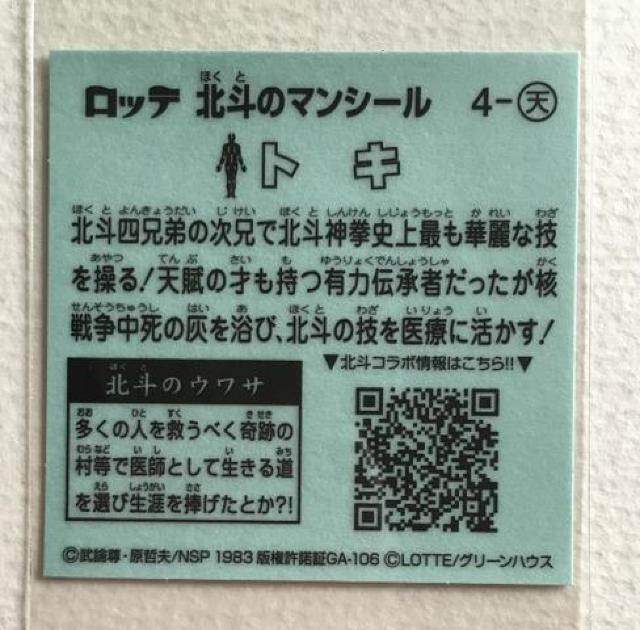 ロッテ 北斗のマンシール 4-天
トキ
北斗四兄弟の次兄で北斗神拳史上最も華麗な技
を操る!天賦の才も持つ有力伝承者だったが核
戦争中死の灰を浴び、北斗の技を医療に活かす!
▼北斗コラボ情報はこちら!!▼
北斗のウワサ
多くの人を救うべく奇跡の
村等で医師として生きる道
を選び生涯を捧げたとか?!
©武論尊・原哲夫/NSP 1983 版権許諾証GA-106 ©LOTTE/グリーンハウス